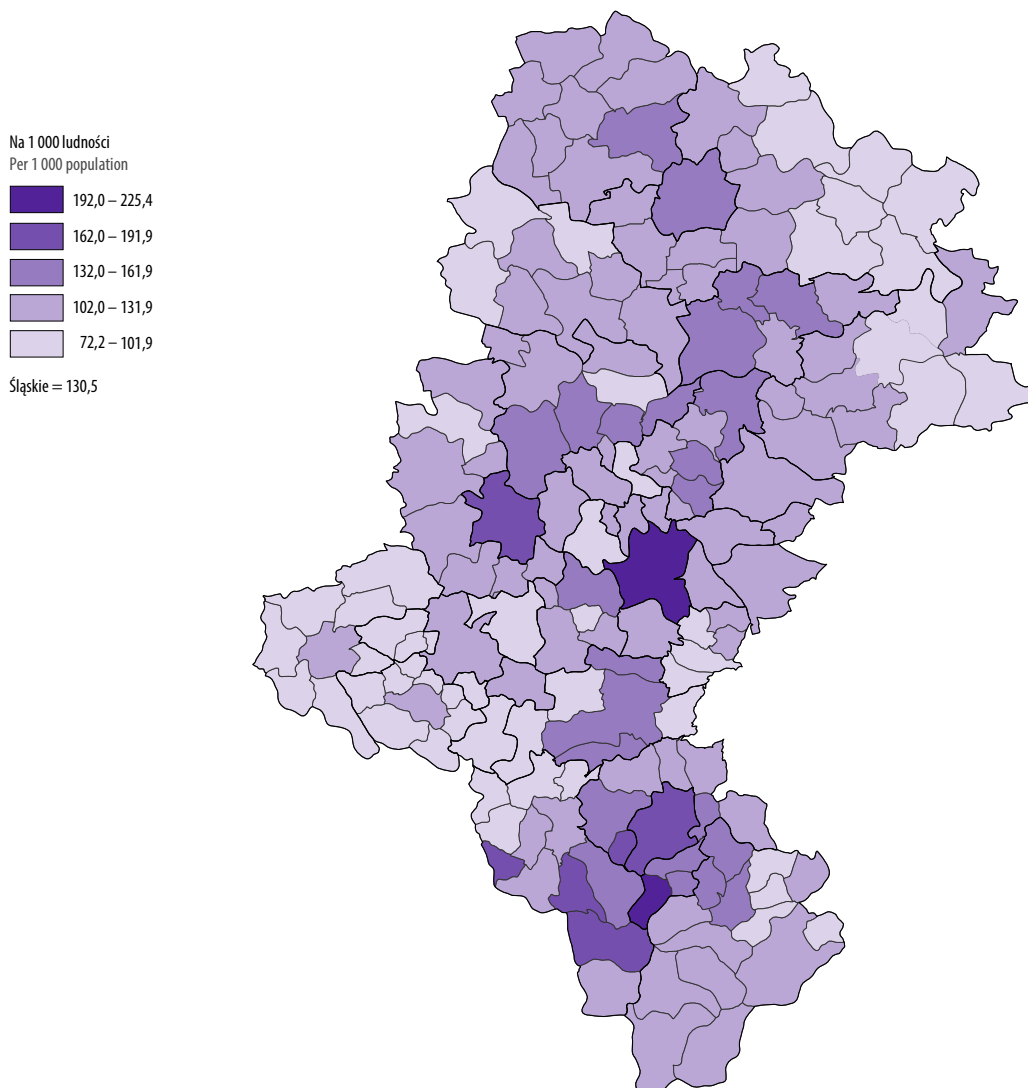 Na 1 000 ludności
Per 1 000 population
192,0 – 225,4
162,0 – 191,9
132,0 – 161,9
102,0 – 131,9
72,2 – 101,9
Śląskie = 130,5